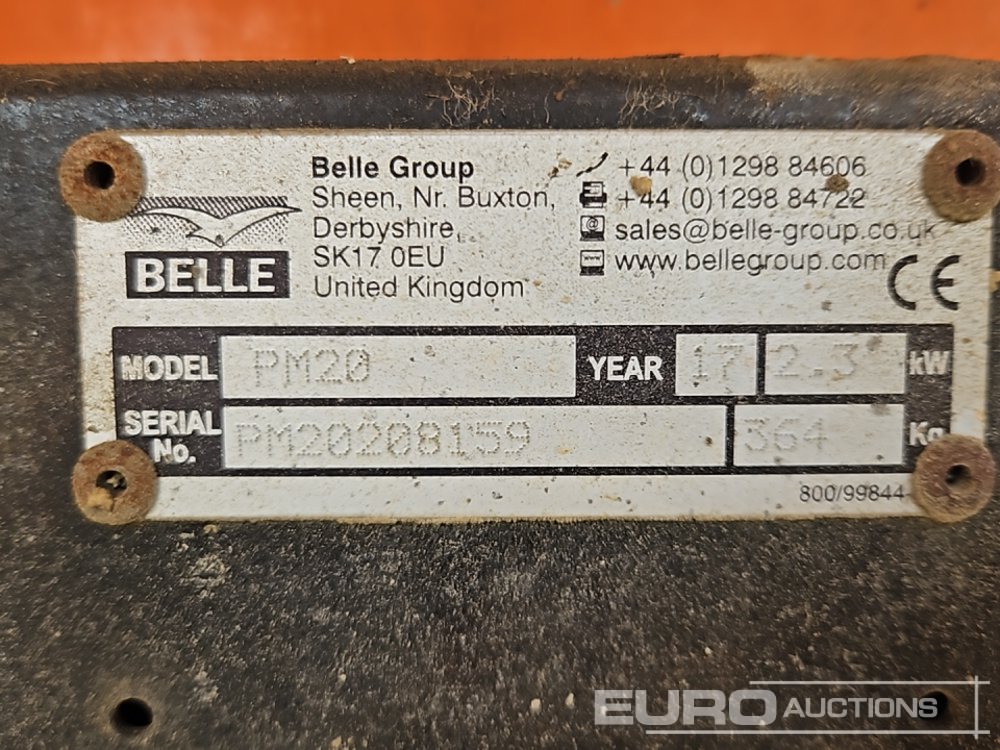 Belle Group
Sheen, Nr. Buxton,
Derbyshire,
SK17 0EU
United Kingdom
+44 (0)1298 84606
+44 (0)1298 84722
sales@belle-group.co.uk
www.bellegroup.com
BELLE
CE
MODEL PM20 YEAR 17 2.3 kW
SERIAL No. PM20208159 364 Kg
800/99844
EURO AUCTIONS